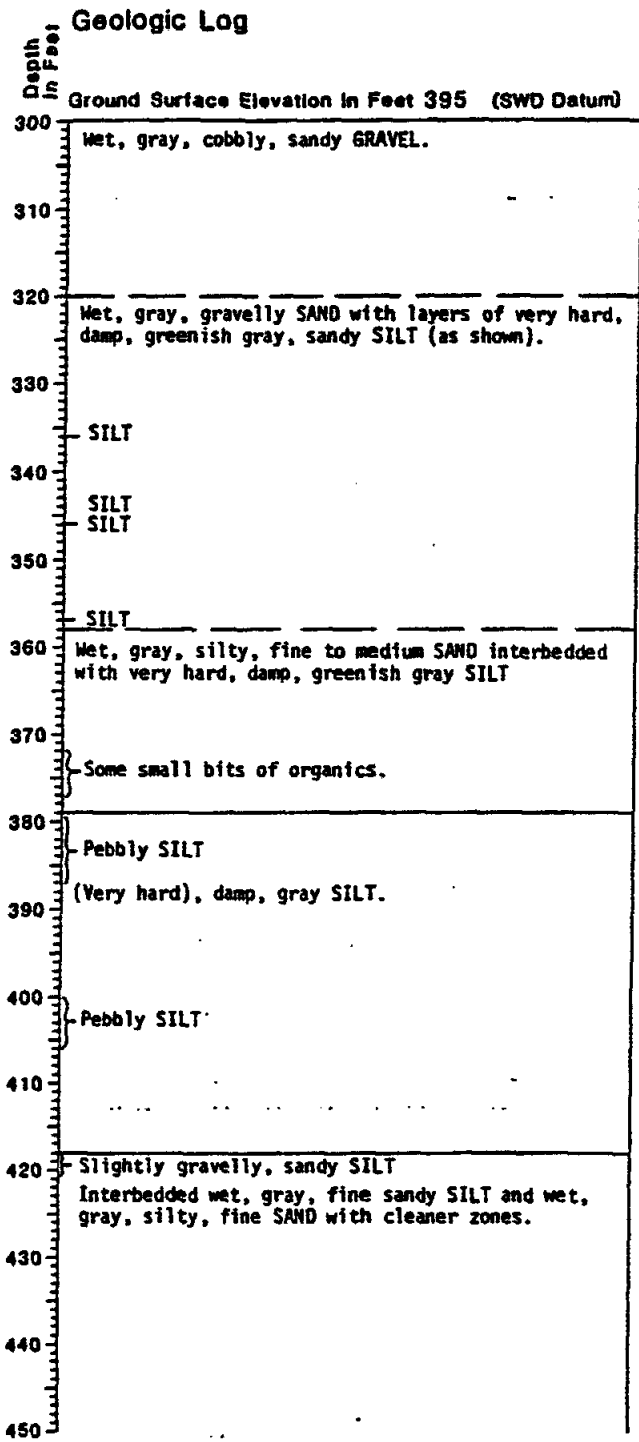 Geologic Log
Depth
in Feet
Ground Surface Elevation in Feet 395 (SWD Datum)
300
Wet, gray, cobbly, sandy GRAVEL.
310
320
Wet, gray, gravelly SAND with layers of very hard,
damp, greenish gray, sandy SILT (as shown).
330
SILT
340
SILT
SILT
350
SILT
360
Wet, gray, silty, fine to medium SAND interbedded
with very hard, damp, greenish gray SILT
370
Some small bits of organics.
380
Pebbly SILT
(Very hard), damp, gray SILT.
390
400
Pebbly SILT
410
420
Slightly gravelly, sandy SILT
Interbedded wet, gray, fine sandy SILT and wet,
gray, silty, fine SAND with cleaner zones.
430
440
450